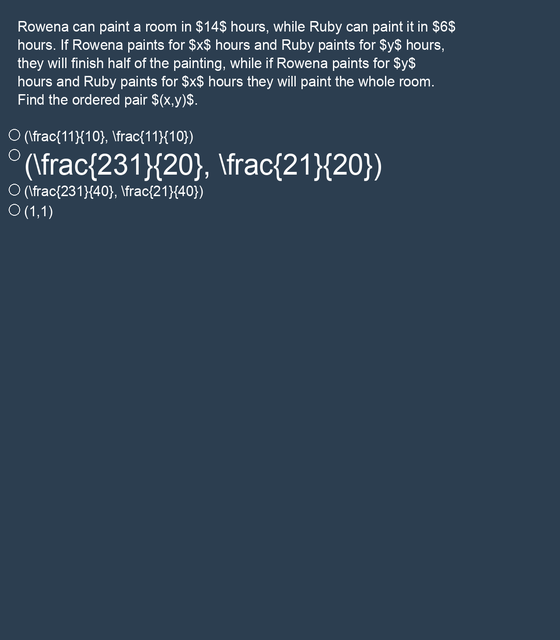 Rowena can paint a room in $14$ hours, while Ruby can paint it in $6$
hours. If Rowena paints for $x$ hours and Ruby paints for $y$ hours,
they will finish half of the painting, while if Rowena paints for $y$
hours and Ruby paints for $x$ hours they will paint the whole room.
Find the ordered pair $(x,y)$.
(\frac{11}{10}, \frac{11}{10})
(\frac{231}{20}, \frac{21}{20})
(\frac{231}{40}, \frac{21}{40})
(1,1)